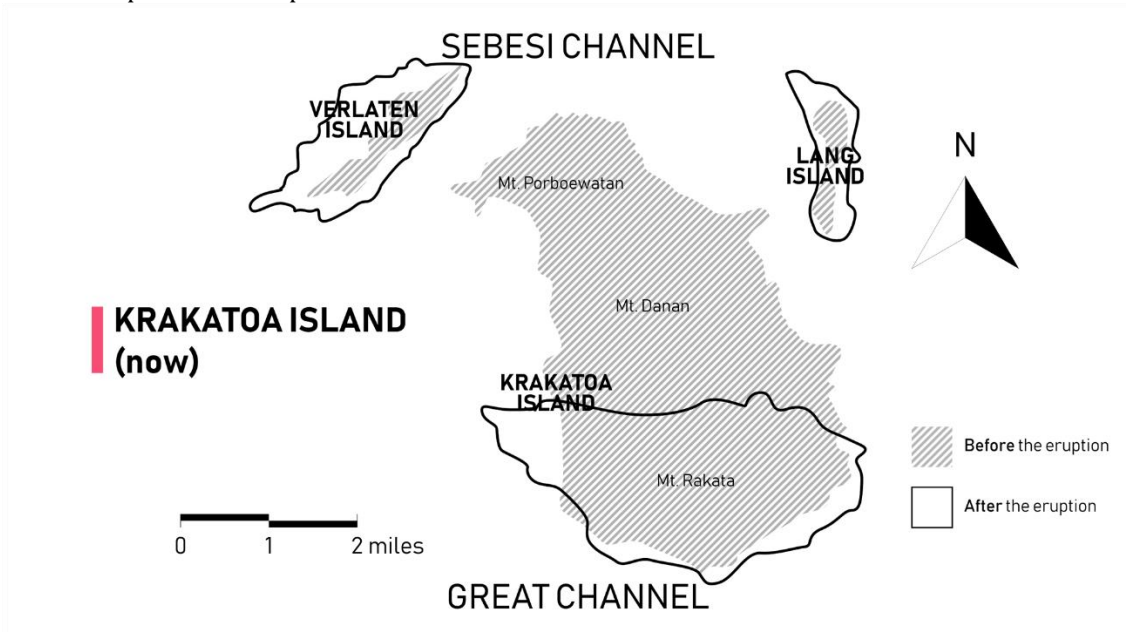 SEBESI CHANNEL
VERLATEN
ISLAND
LANG
ISLAND
N
Mt. Porboewatan
Mt. Danan
KRAKATOA ISLAND
(now)
KRAKATOA
ISLAND
Mt. Rakata
Before the eruption
After the eruption
0 1 2 miles
GREAT CHANNEL